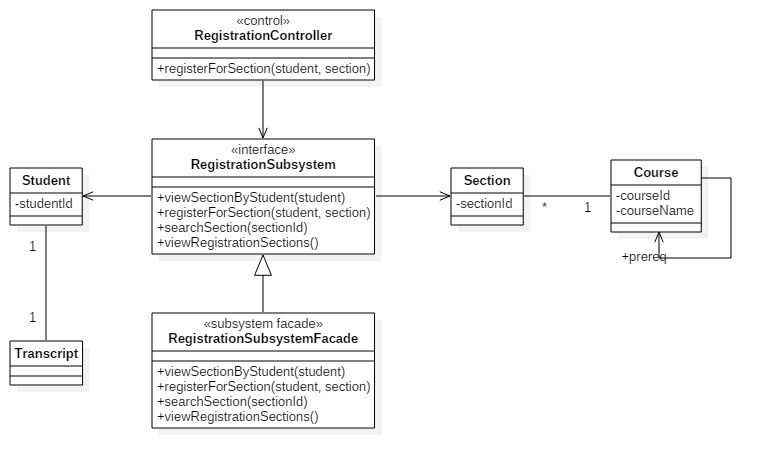 «control»
RegistrationController
+registerForSection(student, section)
«interface»
RegistrationSubsystem
+viewSectionByStudent(student)
+registerForSection(student, section)
+searchSection(sectionId)
+viewRegistrationSections()
Student
-studentId
Section
-sectionId
Course
-courseId
-courseName
*
1
+prereq
1
1
Transcript
«subsystem facade»
RegistrationSubsystemFacade
+viewSectionByStudent(student)
+registerForSection(student, section)
+searchSection(sectionId)
+viewRegistrationSections()